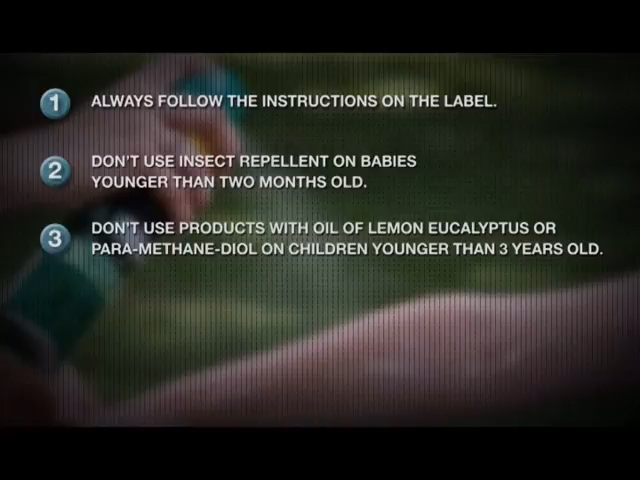 1 ALWAYS FOLLOW THE INSTRUCTIONS ON THE LABEL.
2 DON'T USE INSECT REPELLENT ON BABIES
YOUNGER THAN TWO MONTHS OLD.
3 DON'T USE PRODUCTS WITH OIL OF LEMON EUCALYPTUS OR
PARA-METHANE-DIOL ON CHILDREN YOUNGER THAN 3 YEARS OLD.